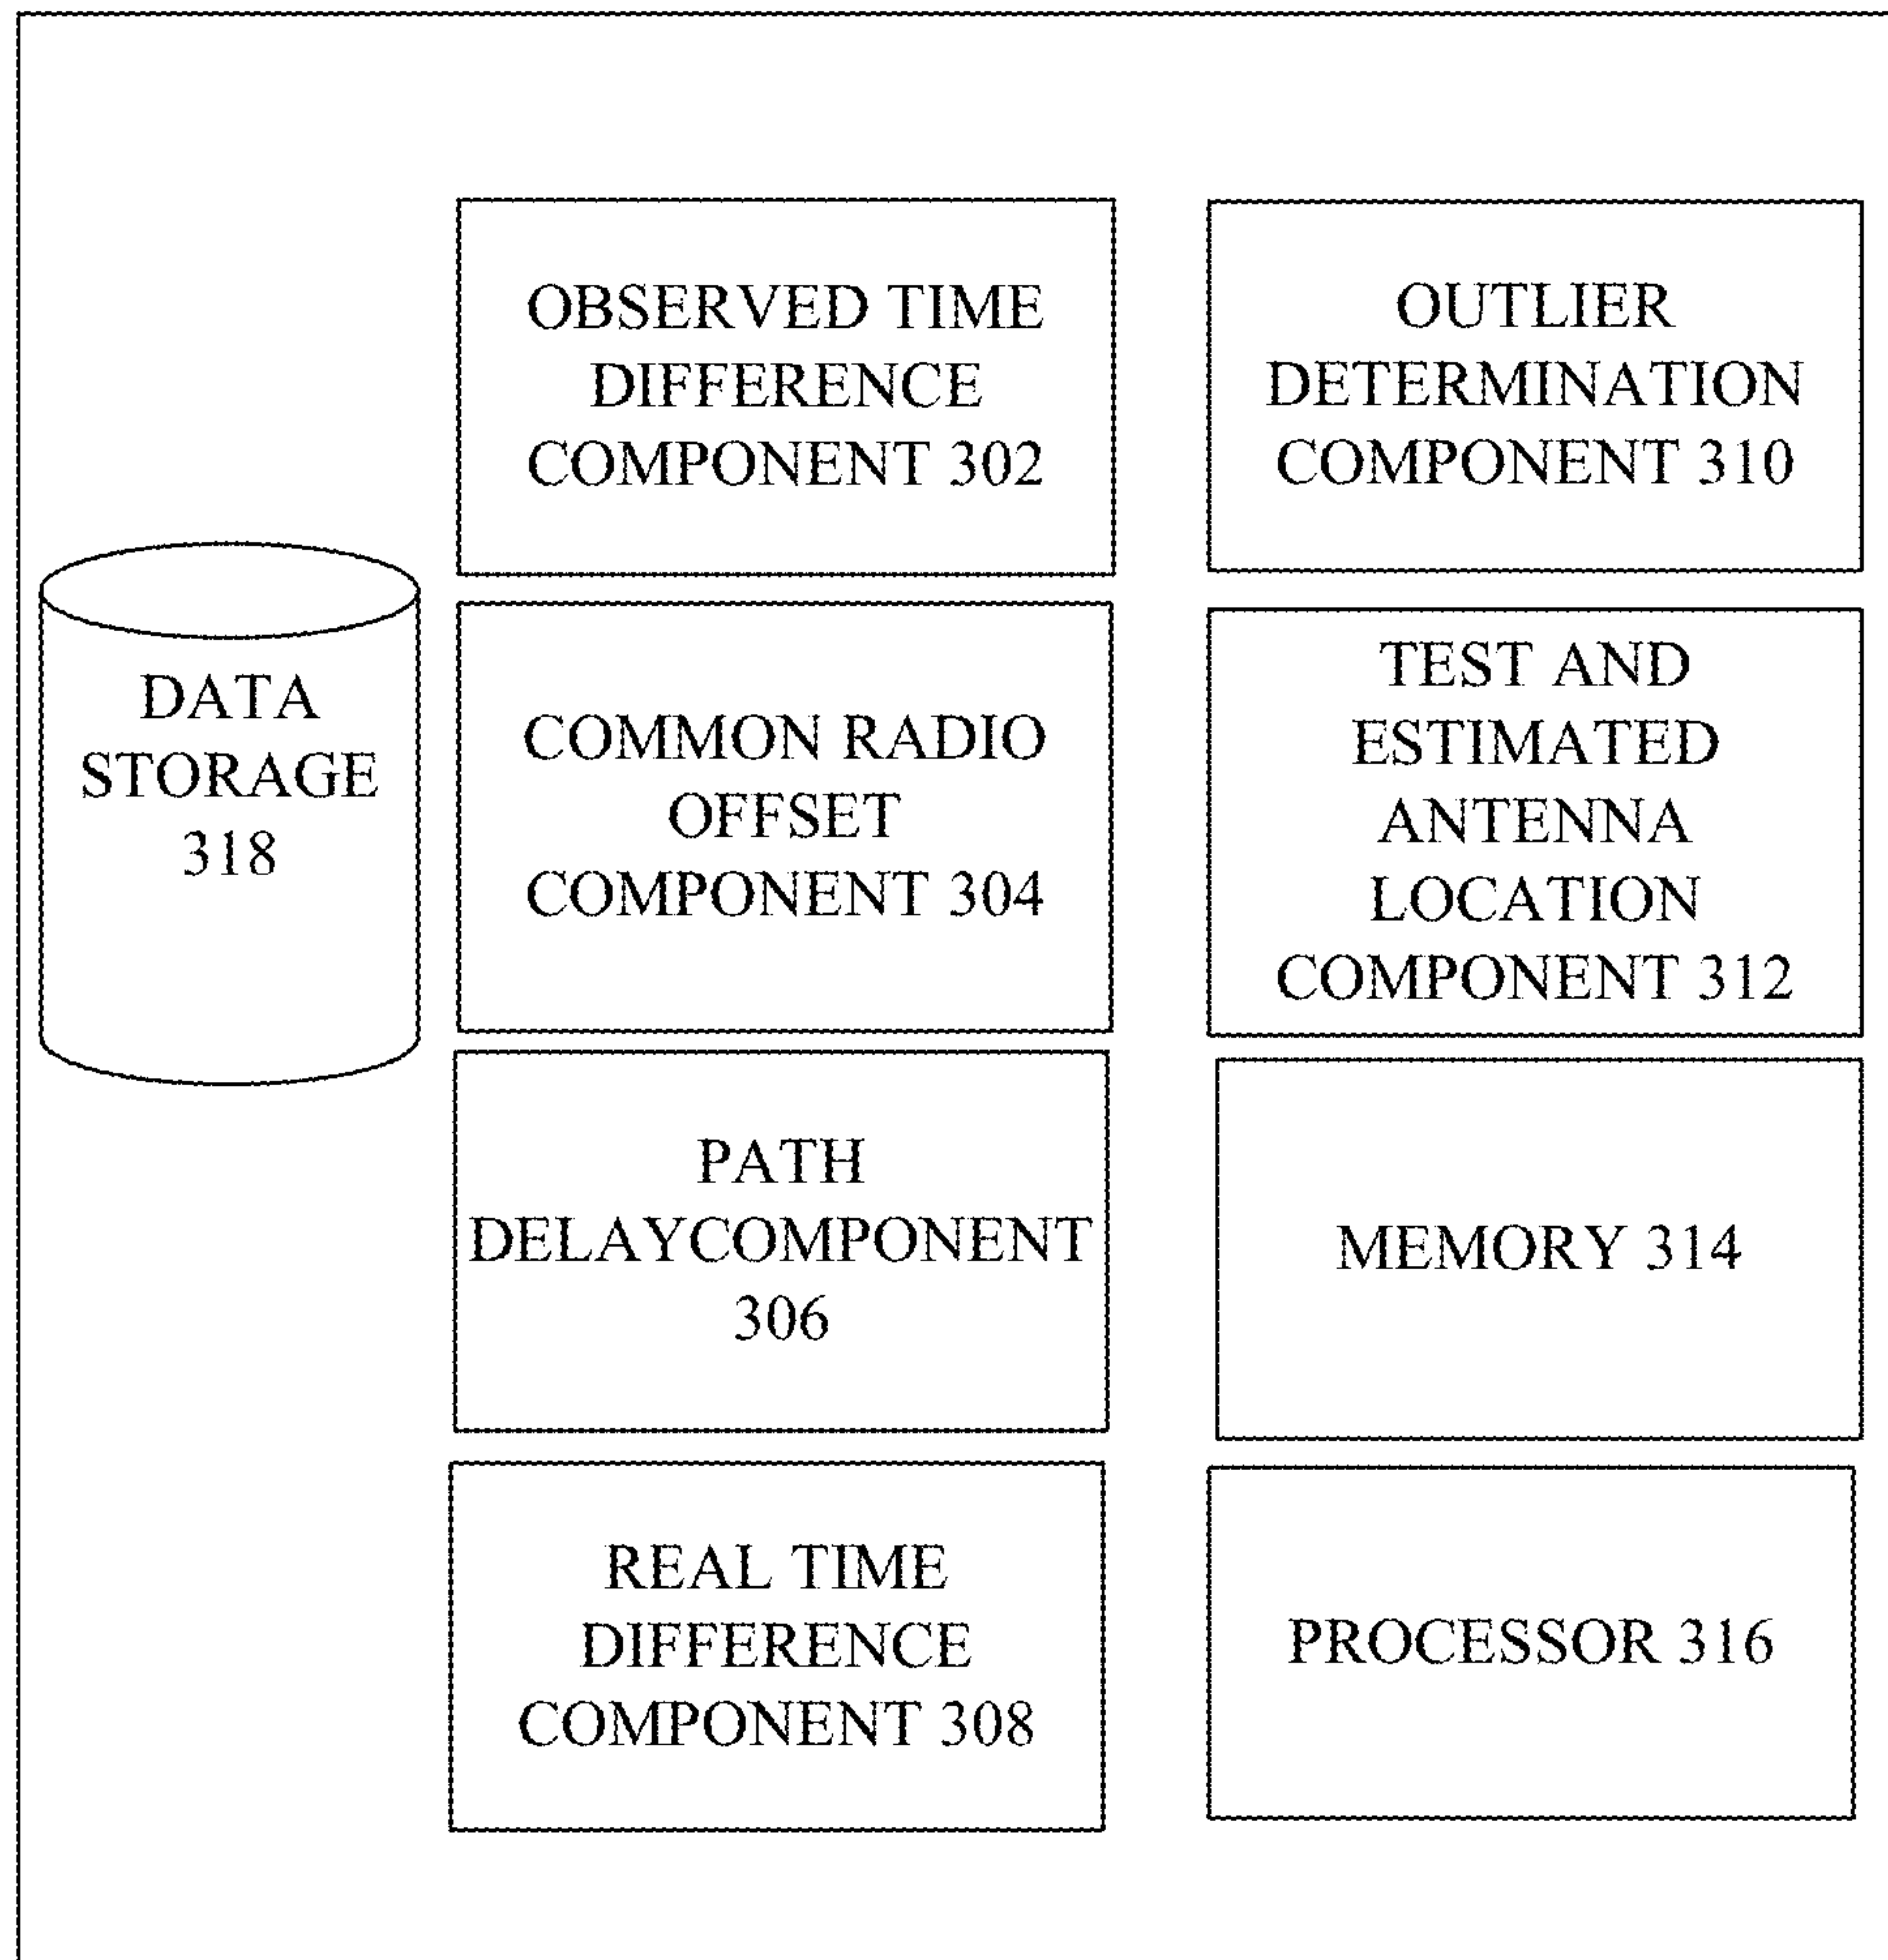 DATA
STORAGE
318
OBSERVED TIME
DIFFERENCE
COMPONENT 302
COMMON RADIO
OFFSET
COMPONENT 304
PATH
DELAYCOMPONENT
306
REAL TIME
DIFFERENCE
COMPONENT 308
OUTLIER
DETERMINATION
COMPONENT 310
TEST AND
ESTIMATED
ANTENNA
LOCATION
COMPONENT 312
MEMORY 314
PROCESSOR 316